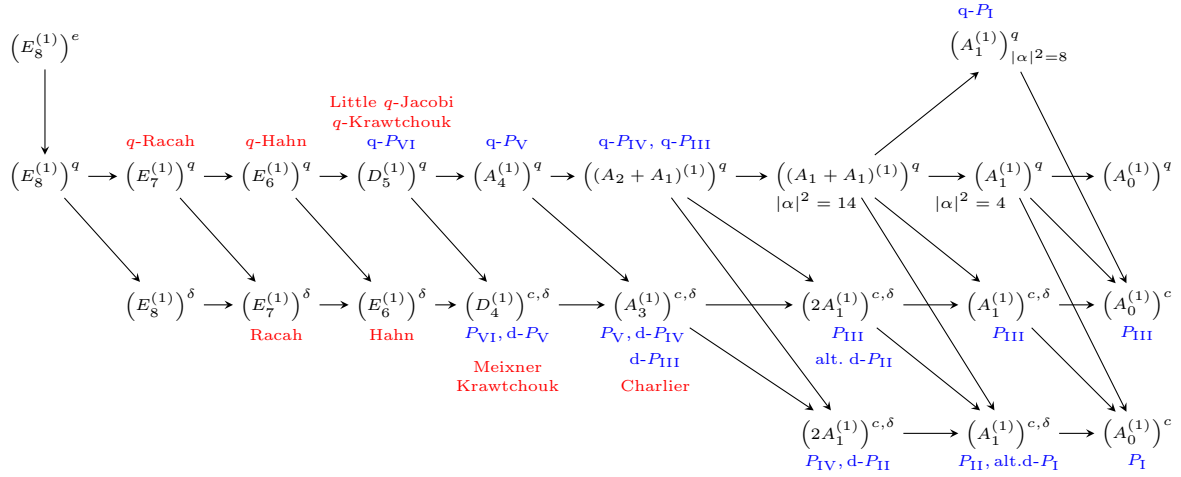 q-P_I
(E_8^{(1)})^e
(A_1^{(1)})^q_{|α|^2=8}
Little q-Jacobi
q-Racah q-Hahn q-Krawtchouk
q-P_VI q-P_V q-P_IV, q-P_III
(E_8^{(1)})^q (E_7^{(1)})^q (E_6^{(1)})^q (D_5^{(1)})^q (A_4^{(1)})^q ((A_2 + A_1)^{(1)})^q ((A_1 + A_1)^{(1)})^q (A_1^{(1)})^q (A_0^{(1)})^q
|α|^2 = 14 |α|^2 = 4
(E_8^{(1)})^δ (E_7^{(1)})^δ (E_6^{(1)})^δ (D_4^{(1)})^{c,δ} (A_3^{(1)})^{c,δ} (2A_1^{(1)})^{c,δ} (A_1^{(1)})^{c,δ} (A_0^{(1)})^c
Racah Hahn P_VI, d-P_V P_V, d-P_IV P_III P_III P_III
d-P_III alt. d-P_II
Meixner
Krawtchouk Charlier
(2A_1^{(1)})^{c,δ} (A_1^{(1)})^{c,δ} (A_0^{(1)})^c
P_IV, d-P_II P_II, alt.d-P_I P_I